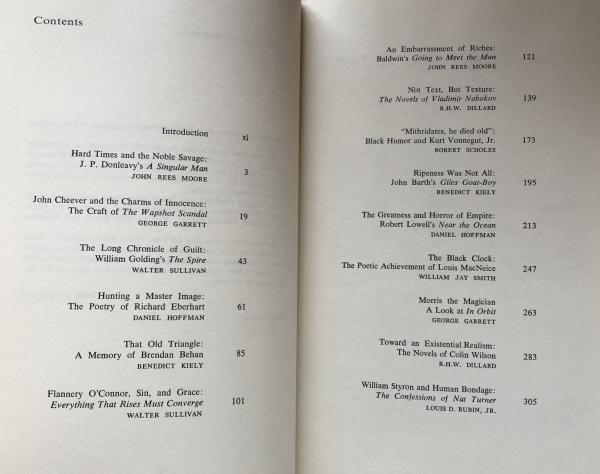 Contents
Introduction xi
Hard Times and the Noble Savage:
J. P. Donleavy's A Singular Man 3
JOHN REES MOORE
John Cheever and the Charms of Innocence:
The Craft of The Wapshot Scandal 19
GEORGE GARRETT
The Long Chronicle of Guilt:
William Golding's The Spire 43
WALTER SULLIVAN
Hunting a Master Image:
The Poetry of Richard Eberhart 61
DANIEL HOFFMAN
That Old Triangle:
A Memory of Brendan Behan 85
BENEDICT KIELY
Flannery O'Connor, Sin, and Grace:
Everything That Rises Must Converge 101
WALTER SULLIVAN
An Embarrassment of Riches:
Baldwin's Going to Meet the Man 121
JOHN REES MOORE
Not Text, But Texture:
The Novels of Vladimir Nabokov 139
R.H.W. DILLARD
"Mithridates, he died old":
Black Humor and Kurt Vonnegut, Jr. 173
ROBERT SCHOLES
Ripeness Was Not All:
John Barth's Giles Goat-Boy 195
BENEDICT KIELY
The Greatness and Horror of Empire:
Robert Lowell's Near the Ocean 213
DANIEL HOFFMAN
The Black Clock:
The Poetic Achievement of Louis MacNeice 247
WILLIAM JAY SMITH
Morris the Magician
A Look at In Orbit 263
GEORGE GARRETT
Toward an Existential Realism:
The Novels of Colin Wilson 283
R.H.W. DILLARD
William Styron and Human Bondage:
The Confessions of Nat Turner 305
LOUIS D. RUBIN, JR.